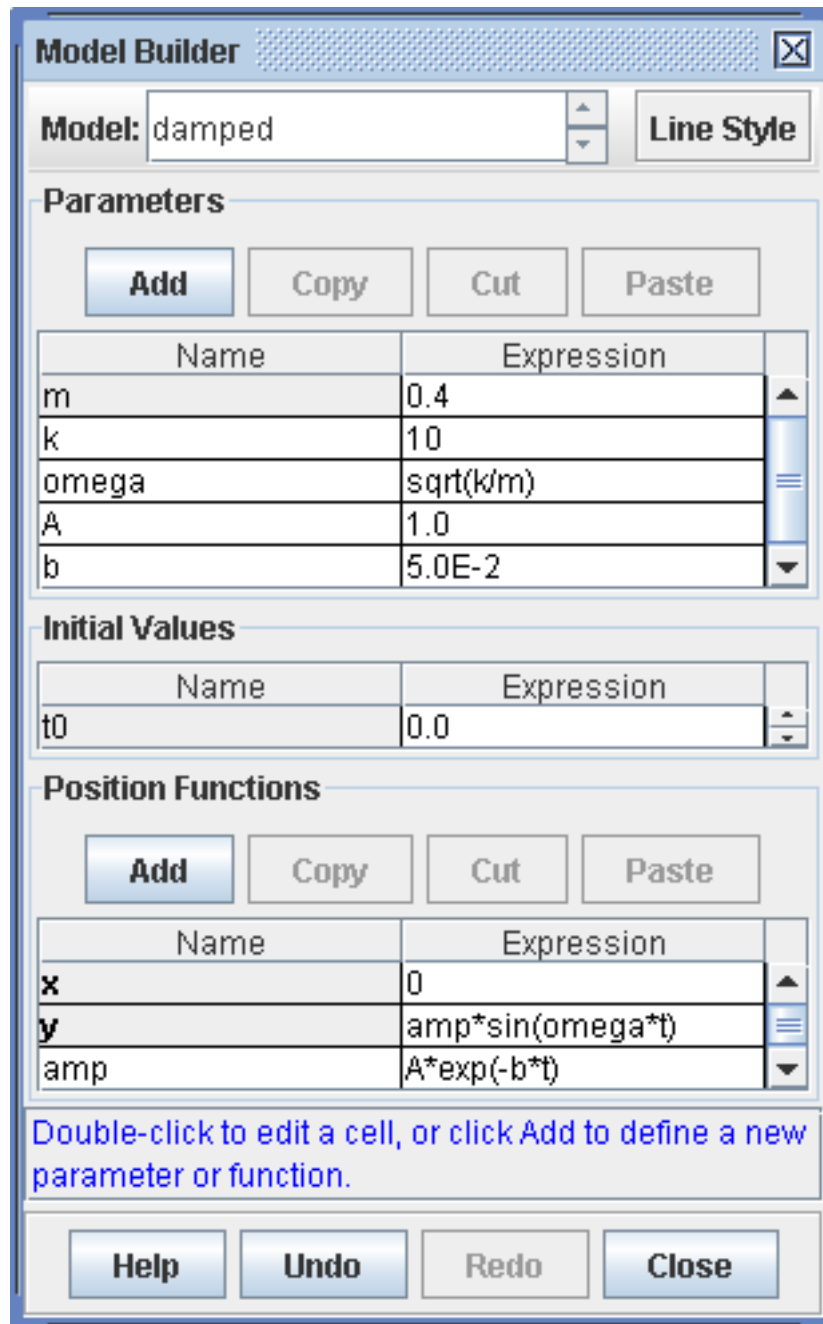 Model Builder
Model: damped Line Style
Parameters
Add Copy Cut Paste
Name Expression
m 0.4
k 10
omega sqrt(k/m)
A 1.0
b 5.0E-2
Initial Values
Name Expression
t0 0.0
Position Functions
Add Copy Cut Paste
Name Expression
x 0
y amp*sin(omega*t)
amp A*exp(-b*t)
Double-click to edit a cell, or click Add to define a new
parameter or function.
Help Undo Redo Close